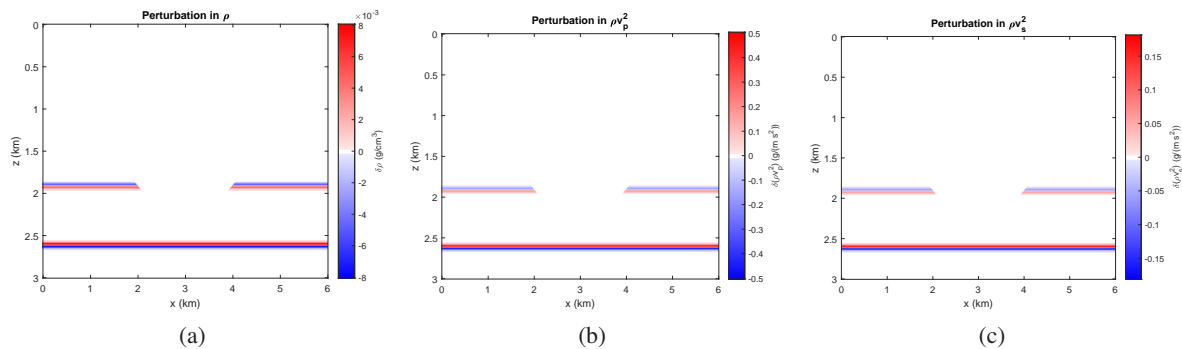 Perturbation in ρ
×10⁻³
0
0.5
1
1.5
2
2.5
3
z (km)
0 1 2 3 4 5 6
x (km)
8
6
4
2
0
-2
-4
-6
-8
δρ (g/cm³)
(a)
Perturbation in ρv_p²
0
0.5
1
1.5
2
2.5
3
z (km)
0 1 2 3 4 5 6
x (km)
0.5
0.4
0.3
0.2
0.1
0
-0.1
-0.2
-0.3
-0.4
-0.5
δ(ρv_p²) (g/(m s²))
(b)
Perturbation in ρv_s²
0
0.5
1
1.5
2
2.5
3
z (km)
0 1 2 3 4 5 6
x (km)
0.15
0.1
0.05
0
-0.05
-0.1
-0.15
δ(ρv_s²) (g/(m s²))
(c)